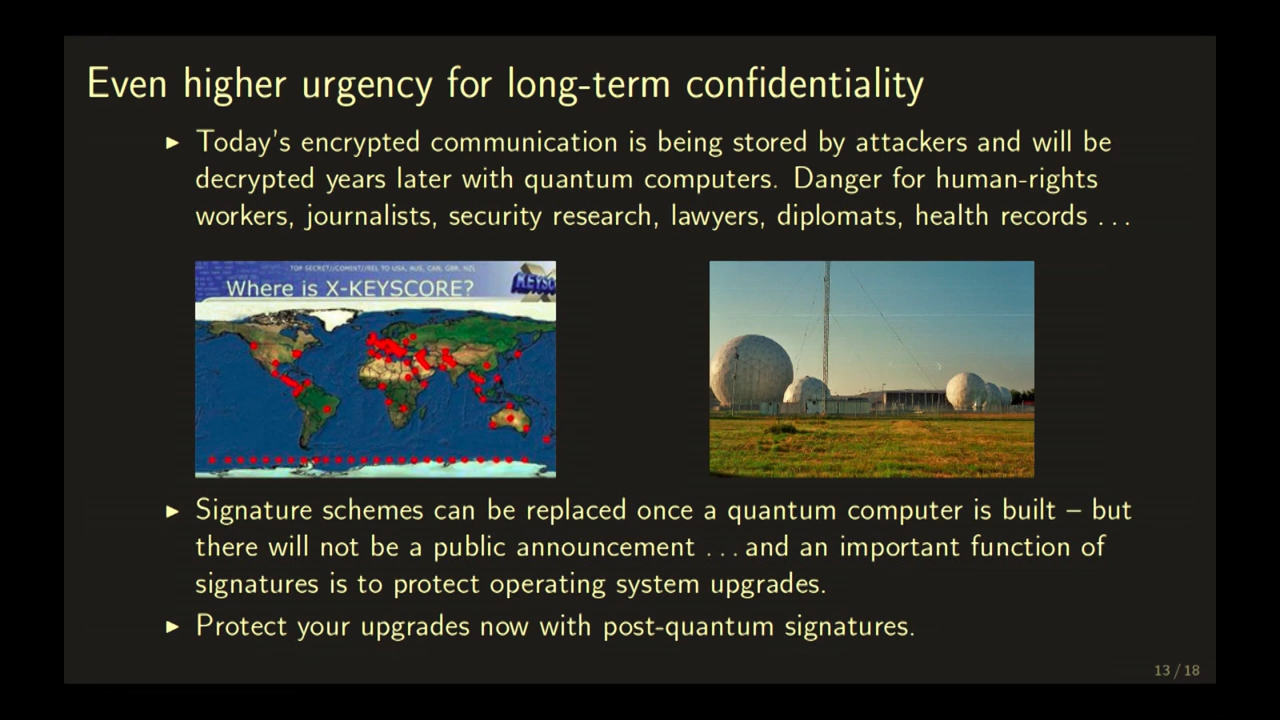 Even higher urgency for long-term confidentiality
▶ Today's encrypted communication is being stored by attackers and will be
decrypted years later with quantum computers. Danger for human-rights
workers, journalists, security research, lawyers, diplomats, health records ...
TOP SECRET//COMINT//REL TO USA, AUS, CAN, GBR, NZL
Where is X-KEYSCORE?
▶ Signature schemes can be replaced once a quantum computer is built – but
there will not be a public announcement ... and an important function of
signatures is to protect operating system upgrades.
▶ Protect your upgrades now with post-quantum signatures.
13 / 18